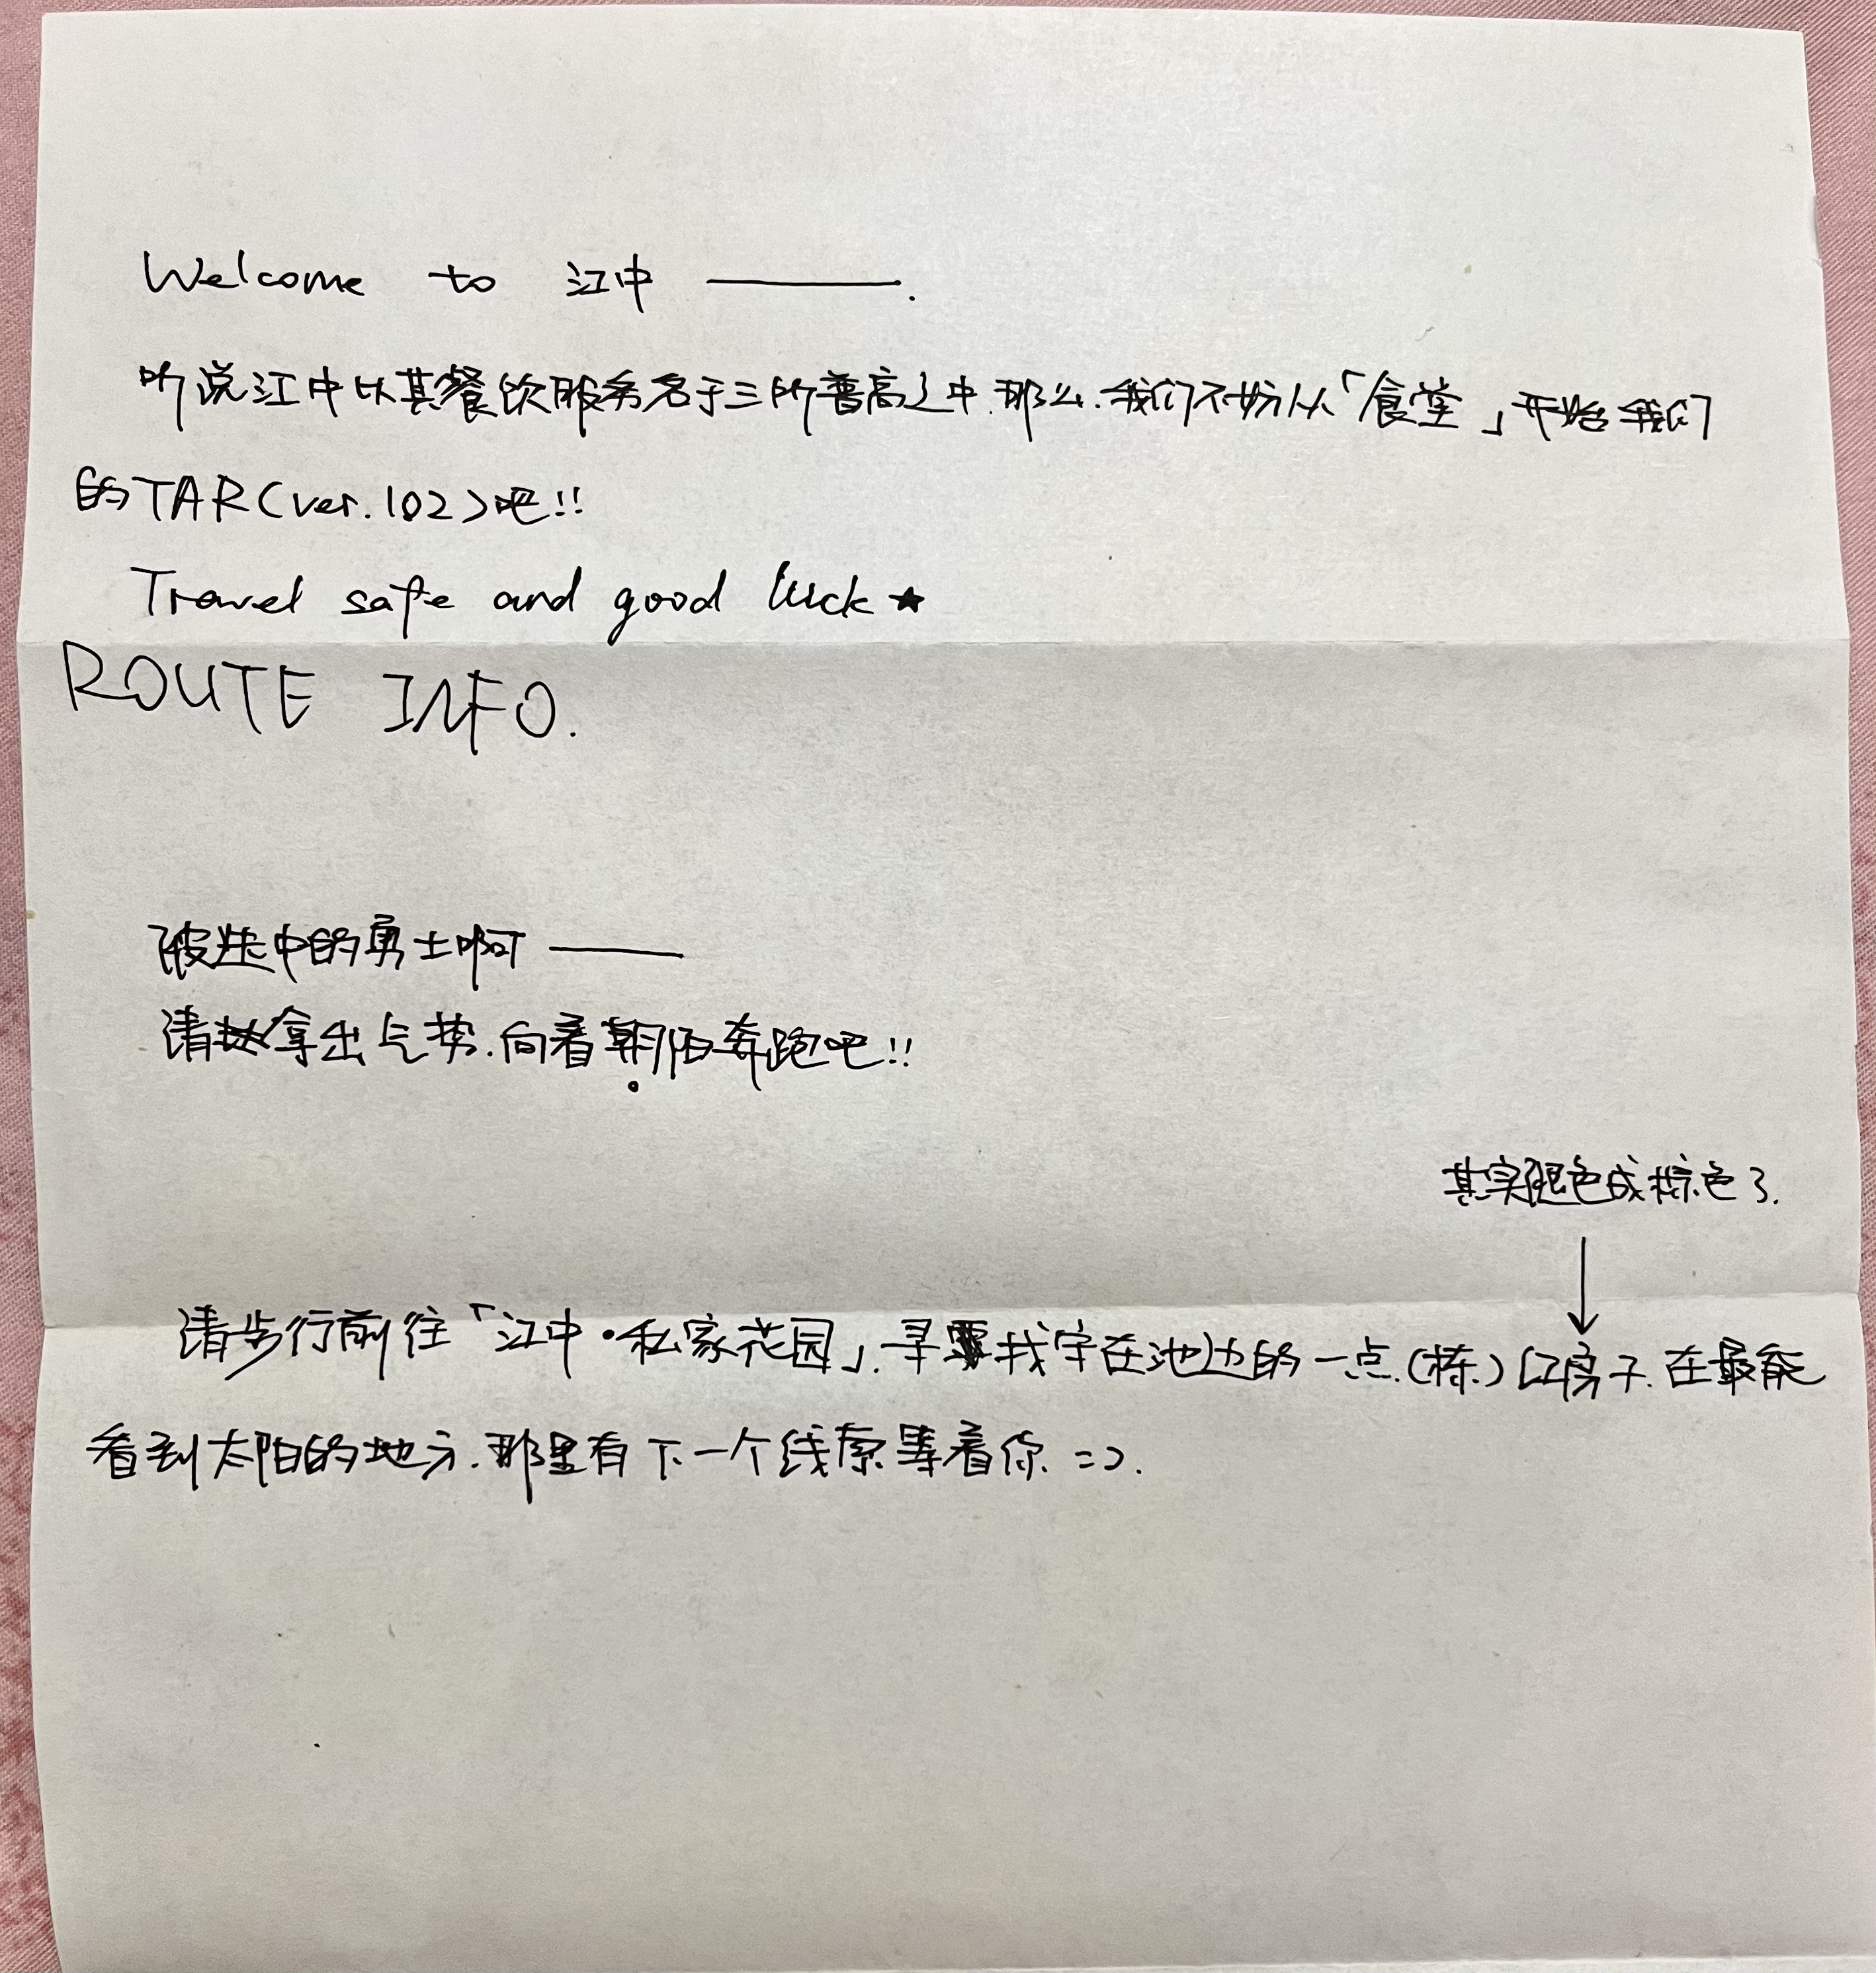 Welcome to 江中 ———.
听说江中以其餐饮服务名于三所普高之中.那么.我们不妨从「食堂」开始我们
的TAR(ver.102)吧!!
Travel safe and good luck★
ROUTE INFO.
被选中的勇士啊 ———
请拿出气势.向着朝阳奔跑吧!!
其实褪色成棕色了.
↓
请步行前往「江中·私家花园」.寻找字在池边的一点.(栋)红房子.在最能
看到太阳的地方.那里有下一个线索等着你 =).